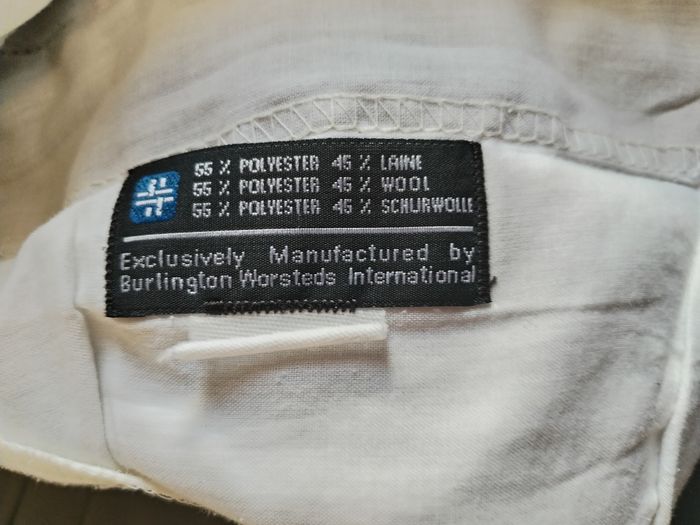 55 % POLYESTER 45 % LAINE
55 % POLYESTER 45 % WOOL
55 % POLYESTER 45 % SCHURWOLLE
Exclusively Manufactured by
Burlington Worsteds International